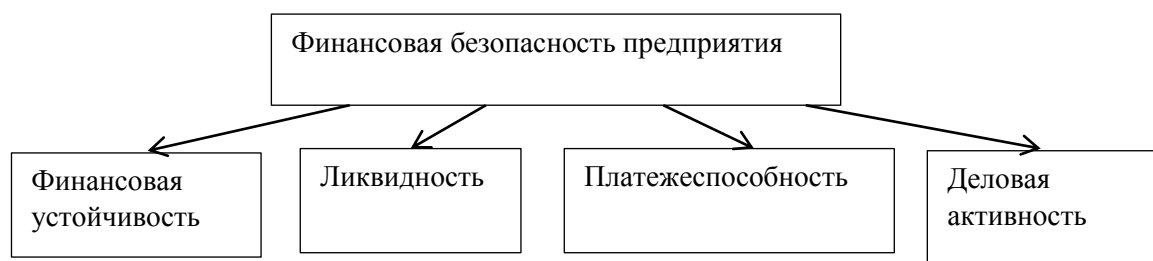 Финансовая безопасность предприятия
Финансовая
устойчивость
Ликвидность
Платежеспособность
Деловая
активность